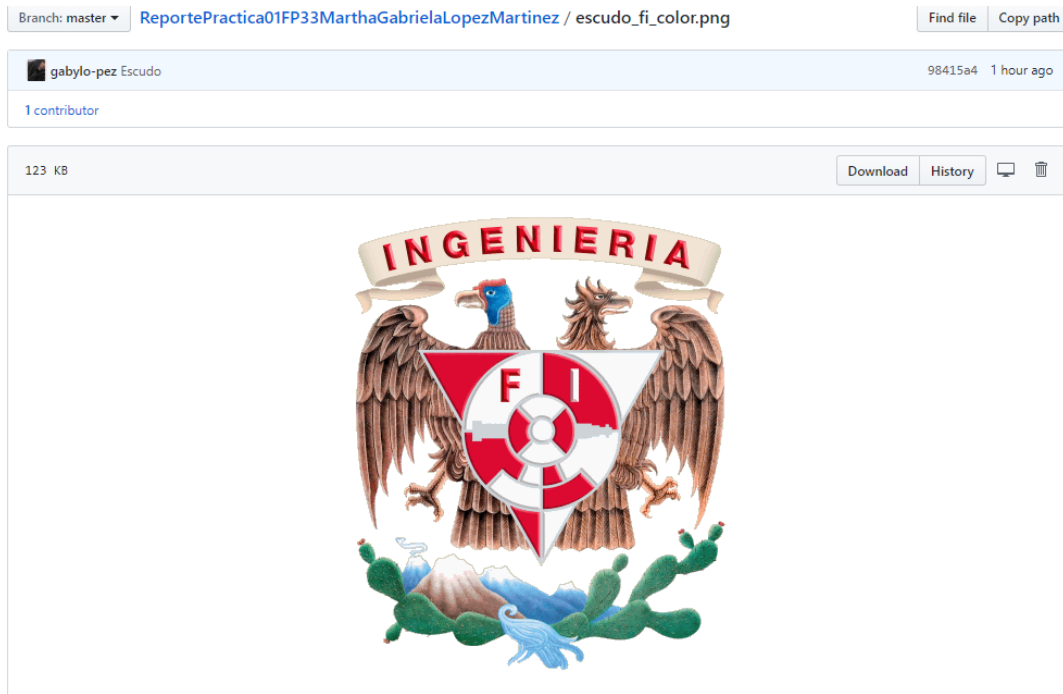 Branch: master ReportePractica01FP33MarthaGabrielaLopezMartinez / escudo_fi_color.png Find file Copy path
gabylo-pez Escudo 98415a4 1 hour ago
1 contributor
123 KB Download History
INGENIERIA
F I